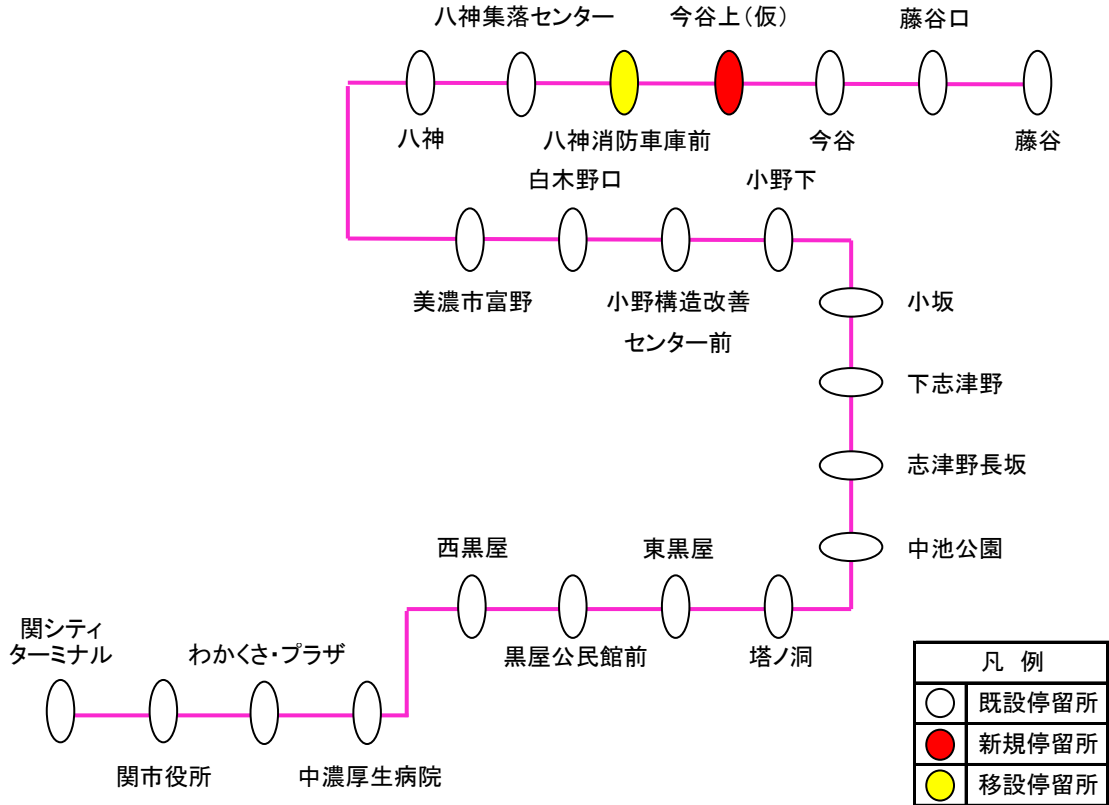 八神集落センター
今谷上(仮)
藤谷口
八神
八神消防車庫前
今谷
藤谷
白木野口
小野下
美濃市富野
小野構造改善
センター前
小坂
下志津野
志津野長坂
中池公園
西黒屋
東黒屋
黒屋公民館前
塔ノ洞
関シティ
ターミナル
わかくさ・プラザ
関市役所
中濃厚生病院
凡 例
既設停留所
新規停留所
移設停留所